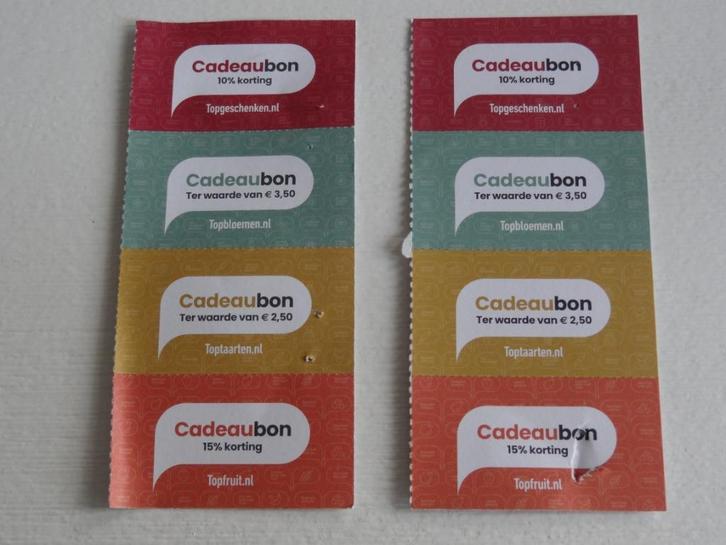 Cadeaubon
10% korting
Topgeschenken.nl
Cadeaubon
Ter waarde van € 3,50
Topbloemen.nl
Cadeaubon
Ter waarde van € 2,50
Toptaarten.nl
Cadeaubon
15% korting
Topfruit.nl
Cadeaubon
10% korting
Topgeschenken.nl
Cadeaubon
Ter waarde van € 3,50
Topbloemen.nl
Cadeaubon
Ter waarde van € 2,50
Toptaarten.nl
Cadeaubon
15% korting
Topfruit.nl